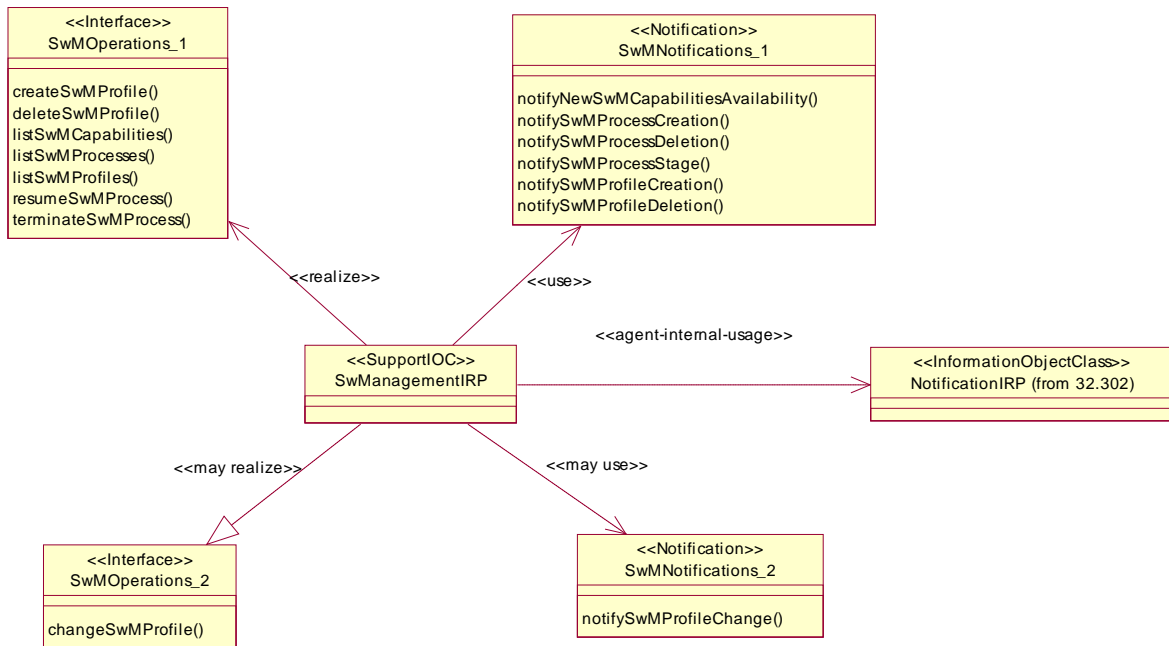 <<Interface>>
SwMOperations_1
createSwMProfile()
deleteSwMProfile()
listSwMCapabilities()
listSwMProcesses()
listSwMProfiles()
resumeSwMProcess()
terminateSwMProcess()
<<Notification>>
SwMNotifications_1
notifyNewSwMCapabilitiesAvailability()
notifySwMProcessCreation()
notifySwMProcessDeletion()
notifySwMProcessStage()
notifySwMProfileCreation()
notifySwMProfileDeletion()
<<realize>>
<<use>>
<<agent-internal-usage>>
<<SupportIOC>>
SwManagementIRP
<<InformationObjectClass>>
NotificationIRP (from 32.302)
<<may realize>>
<<may use>>
<<Interface>>
SwMOperations_2
changeSwMProfile()
<<Notification>>
SwMNotifications_2
notifySwMProfileChange()